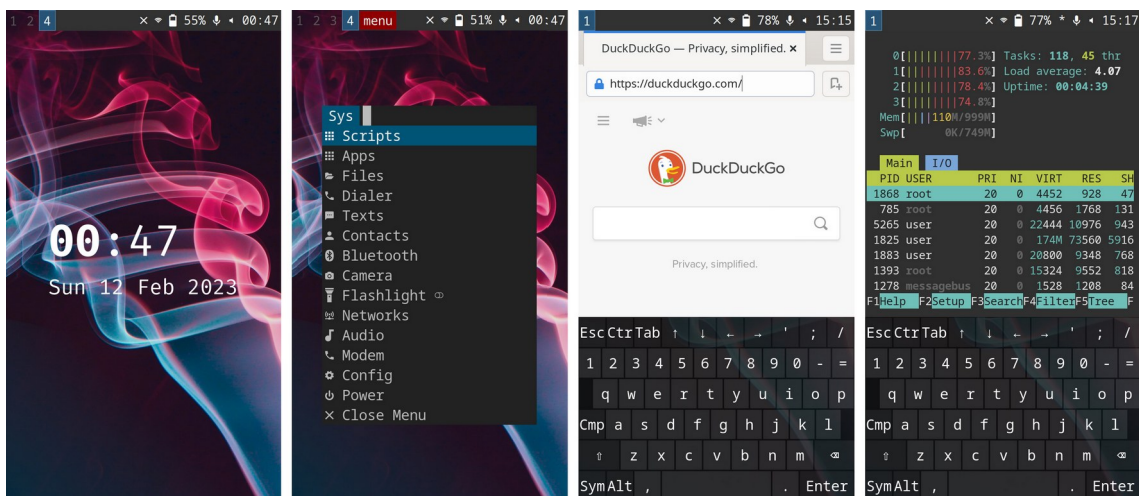 1 2 4 55% 00:47
00:47
Sun 12 Feb 2023
1 2 3 4 menu 51% 00:47
Sys
Scripts
Apps
Files
Dialer
Texts
Contacts
Bluetooth
Camera
Flashlight
Networks
Audio
Modem
Config
Power
× Close Menu
1 78% 15:15
DuckDuckGo — Privacy, simplified. ×
https://duckduckgo.com/
DuckDuckGo
Privacy, simplified.
Esc Ctr Tab ↑ ↓ ← → ' ; /
1 2 3 4 5 6 7 8 9 0 - =
q w e r t y u i o p
Cmp a s d f g h j k l
⇧ z x c v b n m ⌫
Sym Alt , . Enter
1 77% * 15:17
0[||||||||77.3%] Tasks: 118, 45 thr
1[||||||||83.6%] Load average: 4.07
2[||||||||78.4%] Uptime: 00:04:39
3[||||||||74.8%]
Mem[||||110M/999M]
Swp[ 0K/749M]
Main I/O
PID USER PRI NI VIRT RES SH
1868 root 20 0 4452 928 47
785 root 20 0 4456 1768 131
5265 user 20 0 22444 10976 943
1825 user 20 0 174M 73560 5916
1883 user 20 0 20800 9348 768
1393 root 20 0 15324 9552 818
1278 messagebus 20 0 1528 1208 84
F1Help F2Setup F3SearchF4FilterF5Tree F
Esc Ctr Tab ↑ ↓ ← → ' ; /
1 2 3 4 5 6 7 8 9 0 - =
q w e r t y u i o p
Cmp a s d f g h j k l
⇧ z x c v b n m ⌫
Sym Alt , . Enter